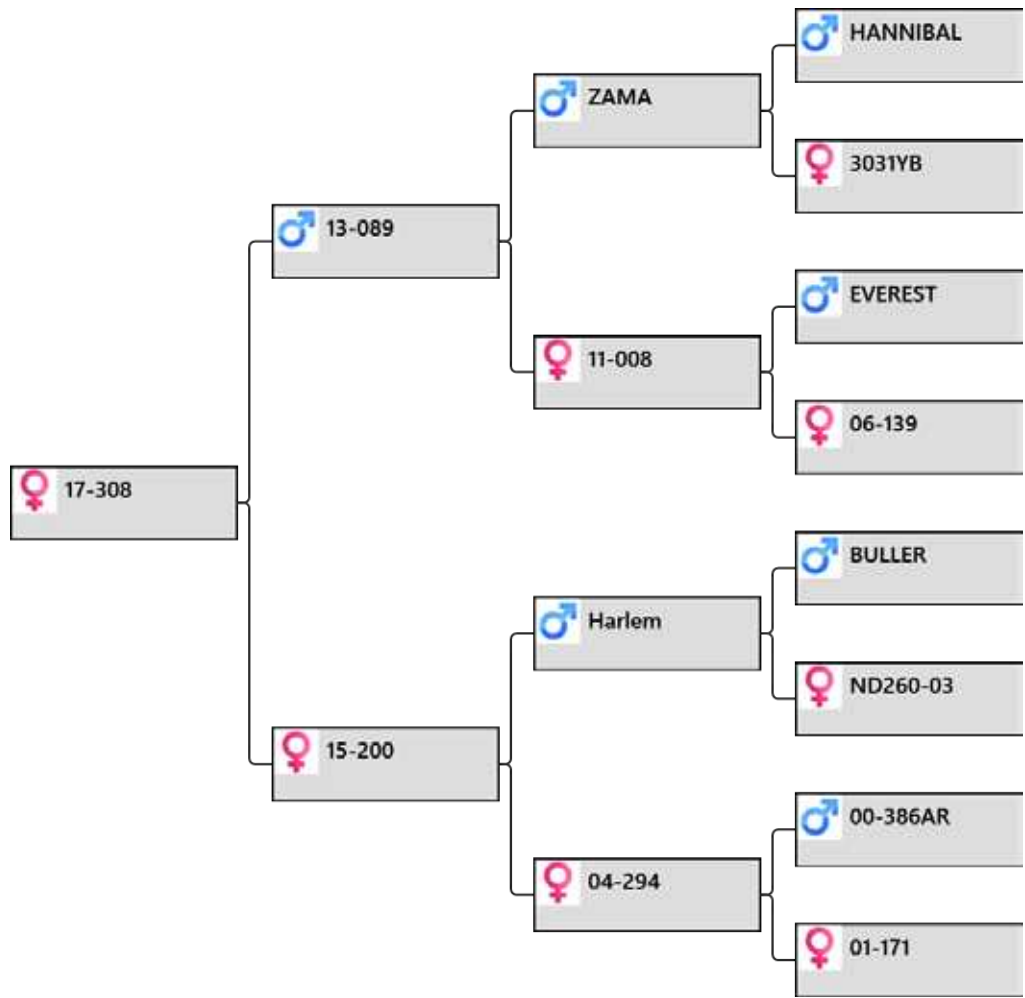 HANNIBAL
ZAMA
3031YB
13-089
EVEREST
11-008
06-139
17-308
BULLER
Harlem
ND260-03
15-200
00-386AR
04-294
01-171